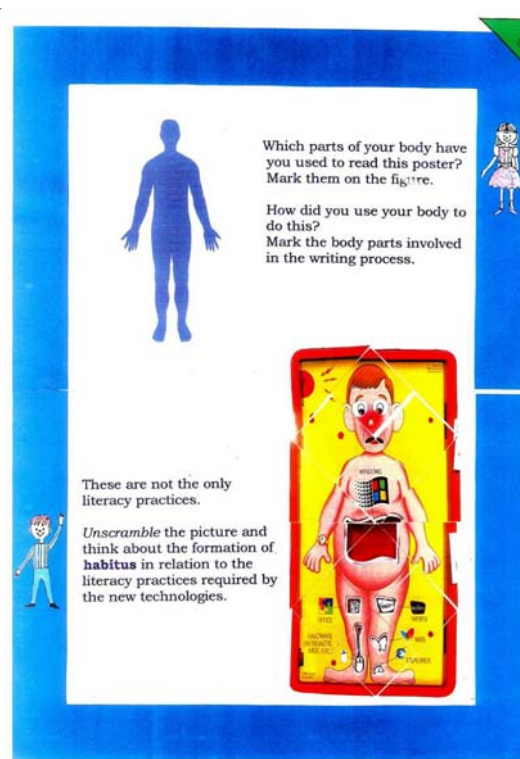 Which parts of your body have
you used to read this poster?
Mark them on the figure.
How did you use your body to
do this?
Mark the body parts involved
in the writing process.
WINDOWS
These are not the only
literacy practices.
Unscramble the picture and
think about the formation of
habitus in relation to the
literacy practices required by
the new technologies.
OFFICE
HARDWARE
MSN
EXPLORER